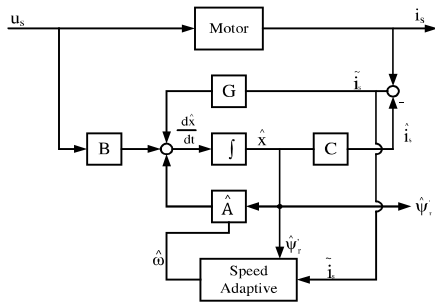 u_s
Motor
i_s
G
ĩ_s
-
B
dx̂
dt
∫
x̂
C
î_s
Â
ψ̂'_r
ω̂
ψ̂'_r
Speed
Adaptive
ĩ_s